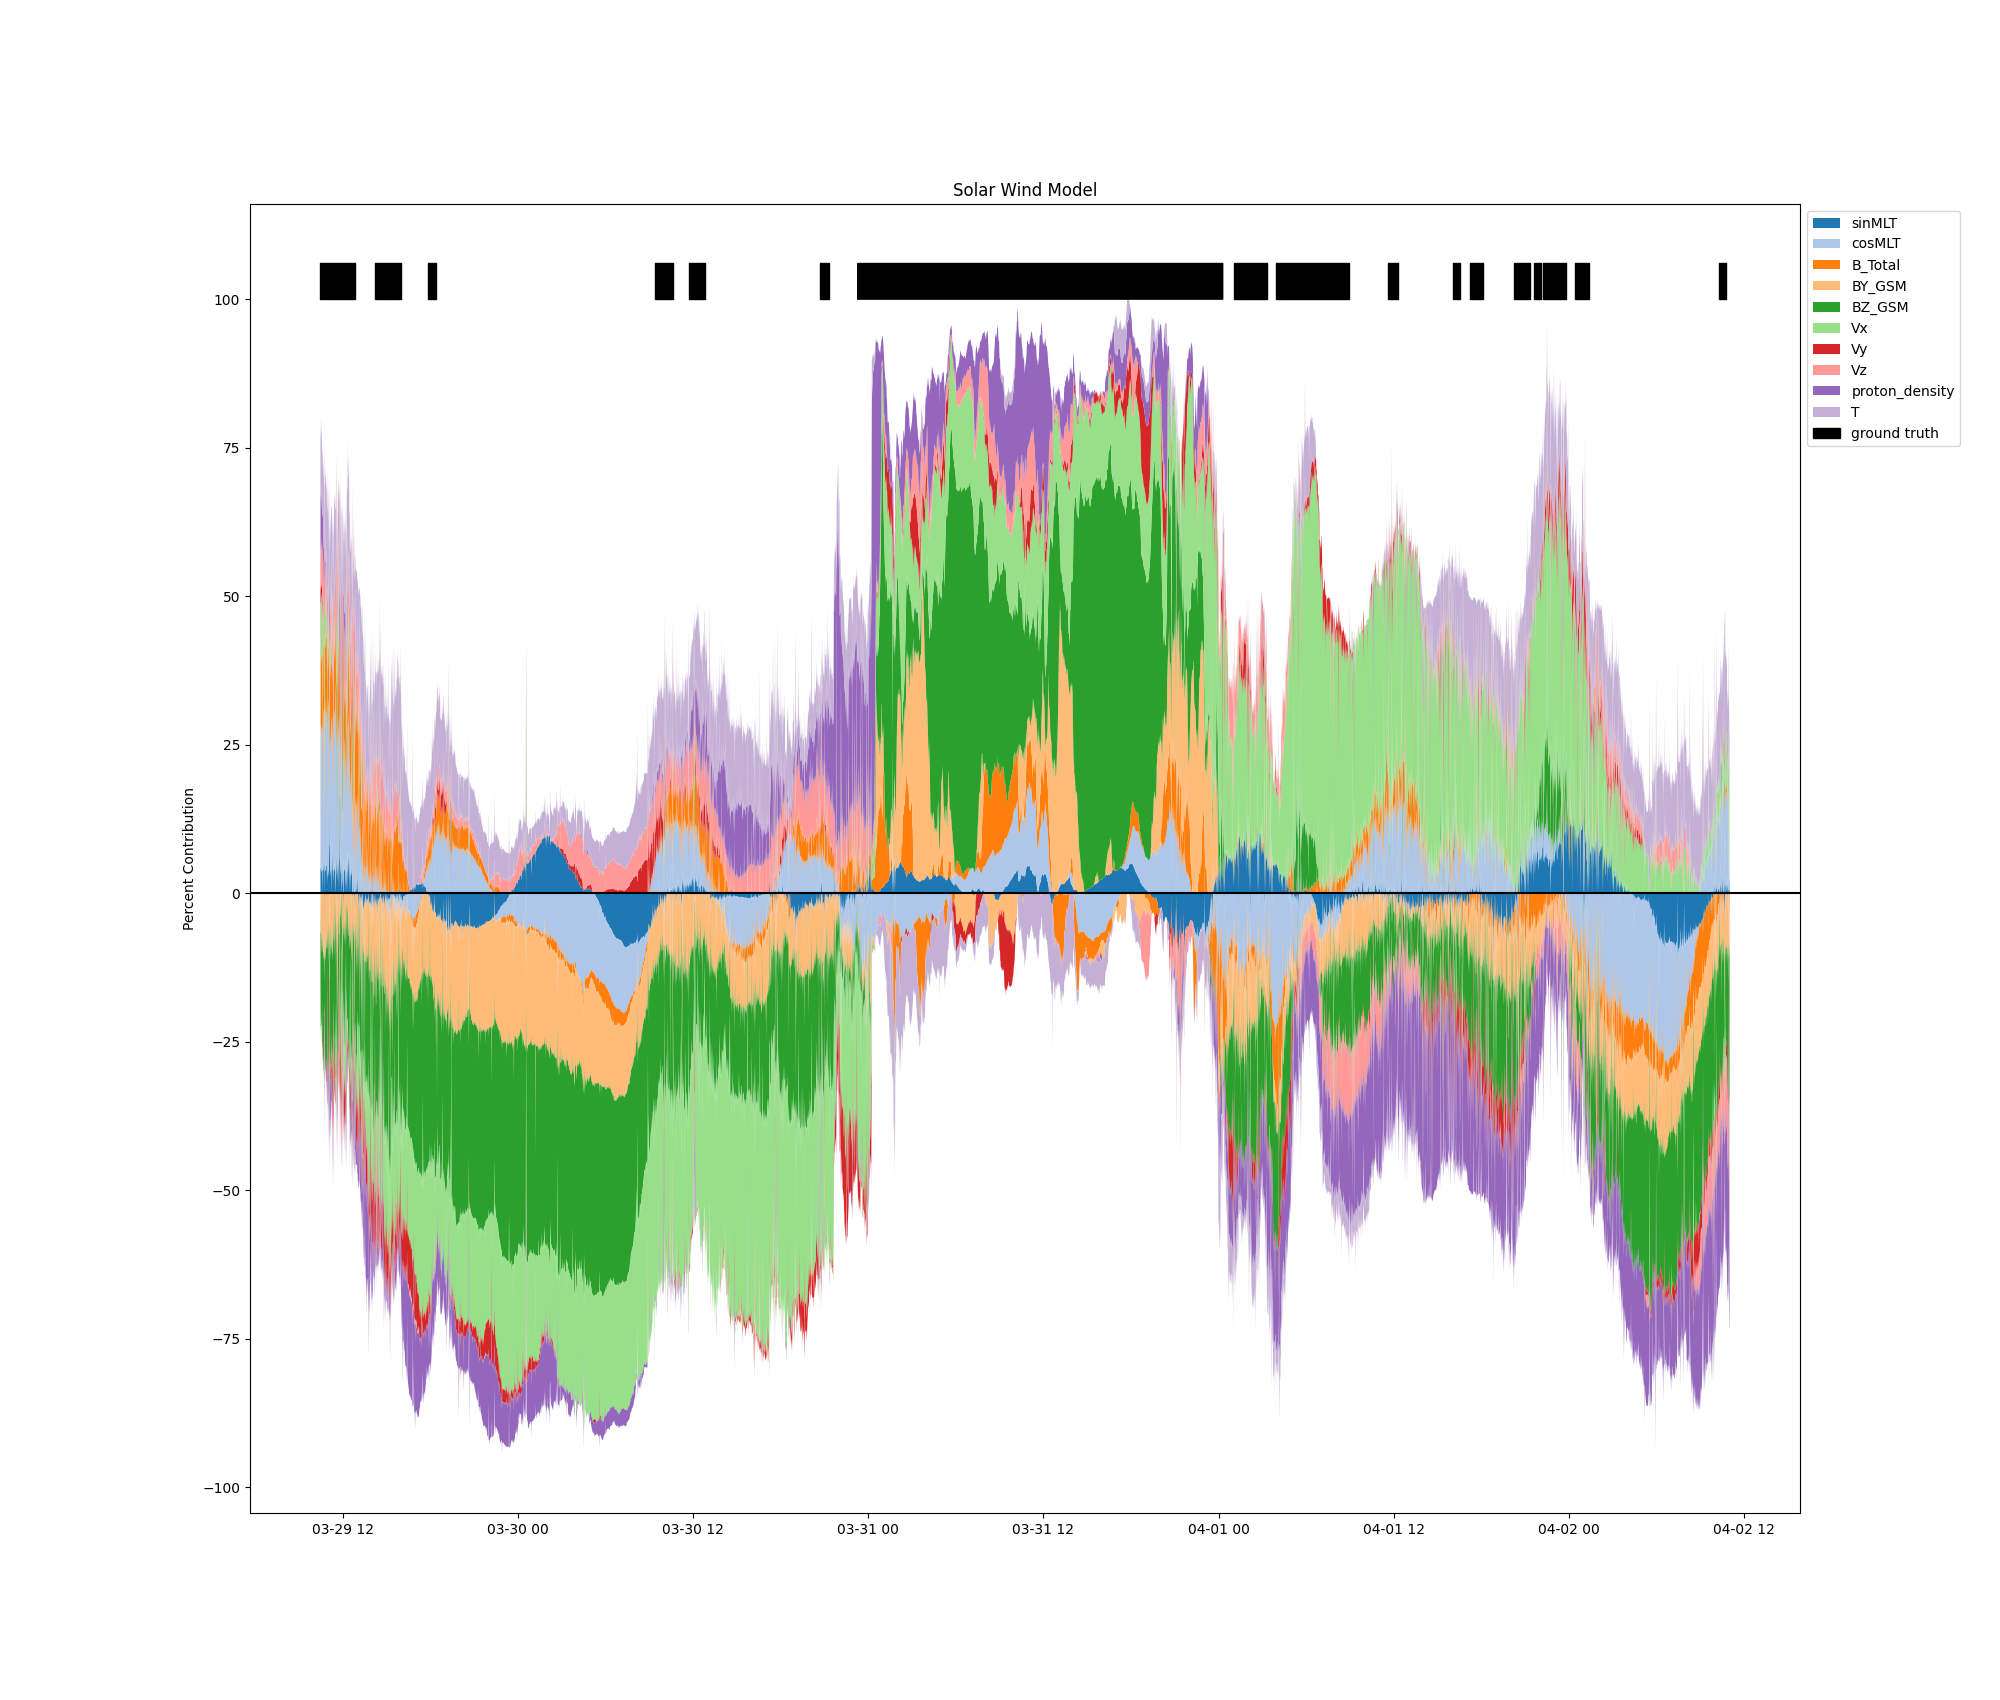 Solar Wind Model
sinMLT
cosMLT
B_Total
BY_GSM
BZ_GSM
Vx
Vy
Vz
proton_density
T
ground truth
Percent Contribution
100
75
50
25
0
−25
−50
−75
−100
03-29 12
03-30 00
03-30 12
03-31 00
03-31 12
04-01 00
04-01 12
04-02 00
04-02 12